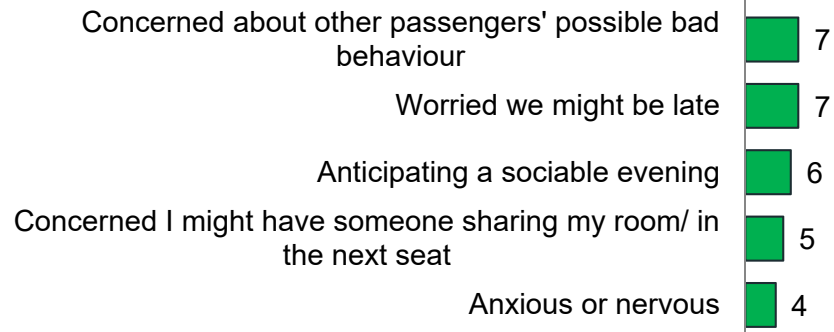 Concerned about other passengers' possible bad
behaviour
7
Worried we might be late
7
Anticipating a sociable evening
6
Concerned I might have someone sharing my room/ in
the next seat
5
Anxious or nervous
4